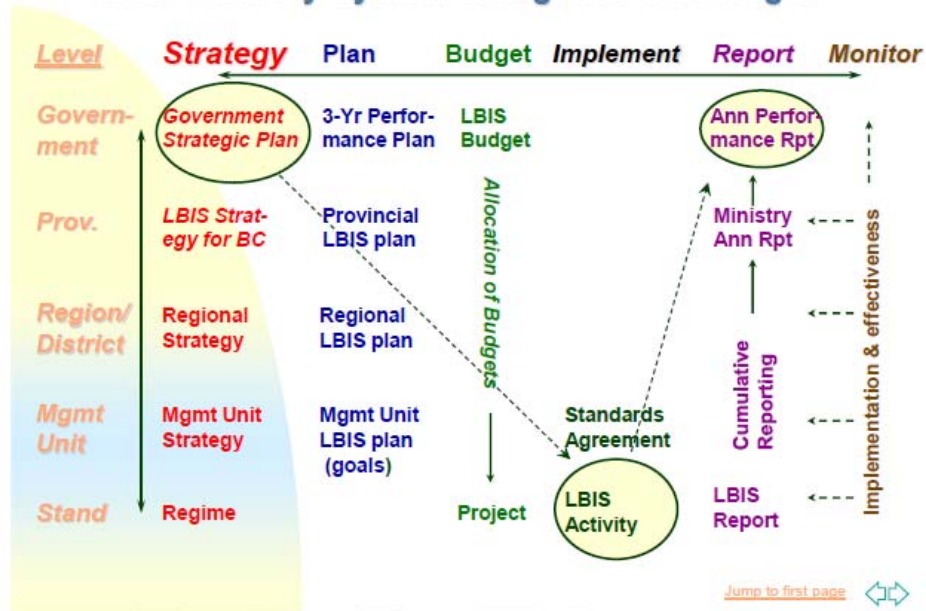 Level Strategy Plan Budget Implement Report Monitor
Govern-
ment
Government
Strategic Plan
3-Yr Perfor-
mance Plan
LBIS
Budget
Ann Perfor-
mance Rpt
Prov.
LBIS Strat-
egy for BC
Provincial
LBIS plan
Ministry
Ann Rpt
Region/
District
Regional
Strategy
Regional
LBIS plan
Allocation of Budgets
Cumulative
Reporting
Implementation & effectiveness
Mgmt
Unit
Mgmt Unit
Strategy
Mgmt Unit
LBIS plan
(goals)
Standards
Agreement
Stand
Regime
Project
LBIS
Activity
LBIS
Report
Jump to first page